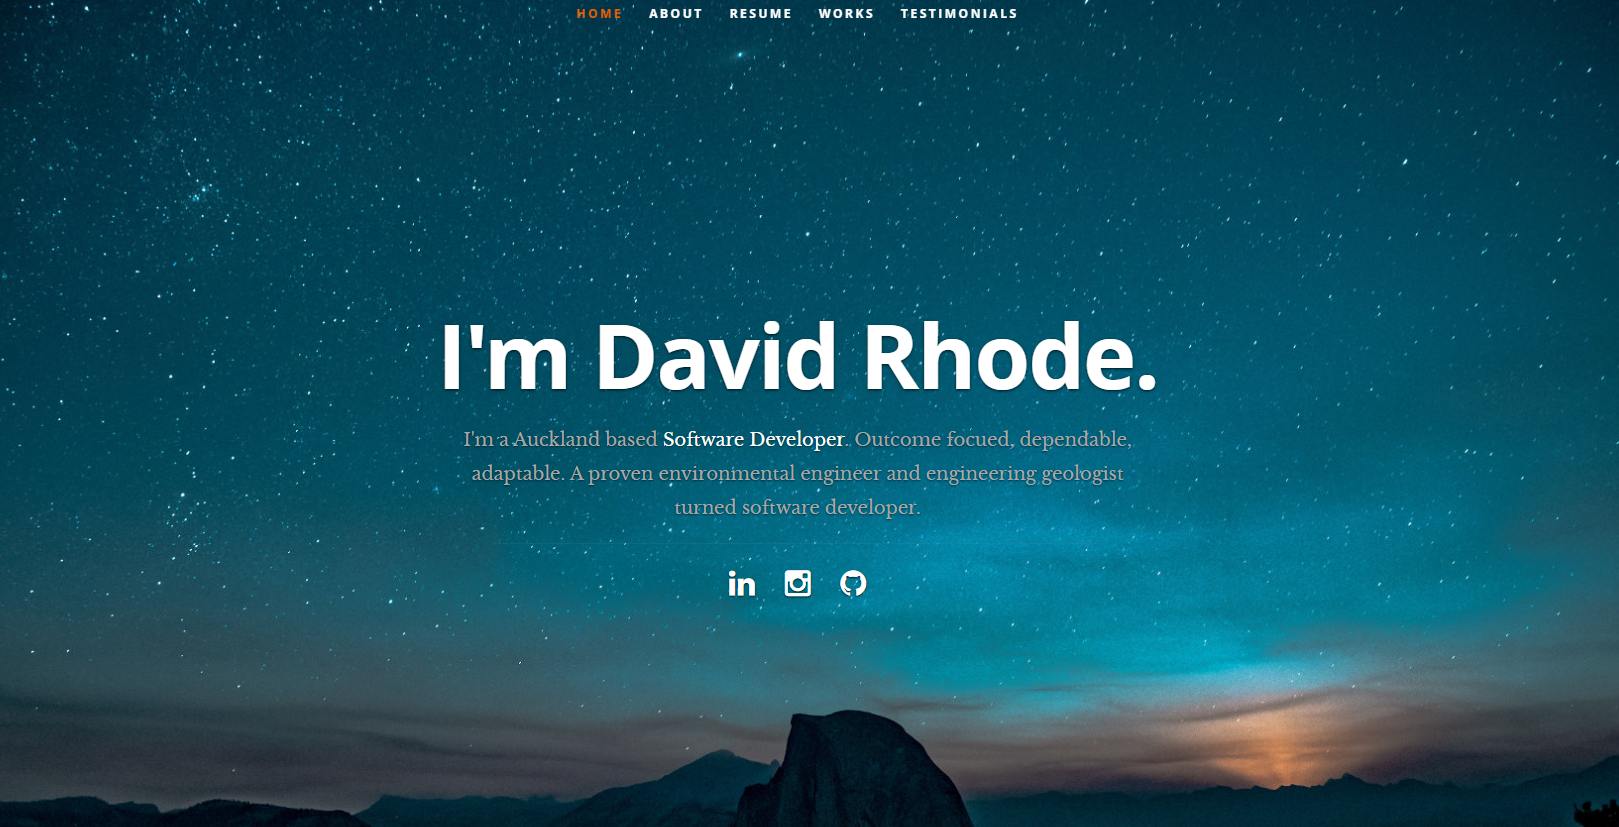 HOME ABOUT RESUME WORKS TESTIMONIALS
I'm David Rhode.
I'm a Auckland based Software Developer. Outcome focued, dependable,
adaptable. A proven environmental engineer and engineering geologist
turned software developer.
in